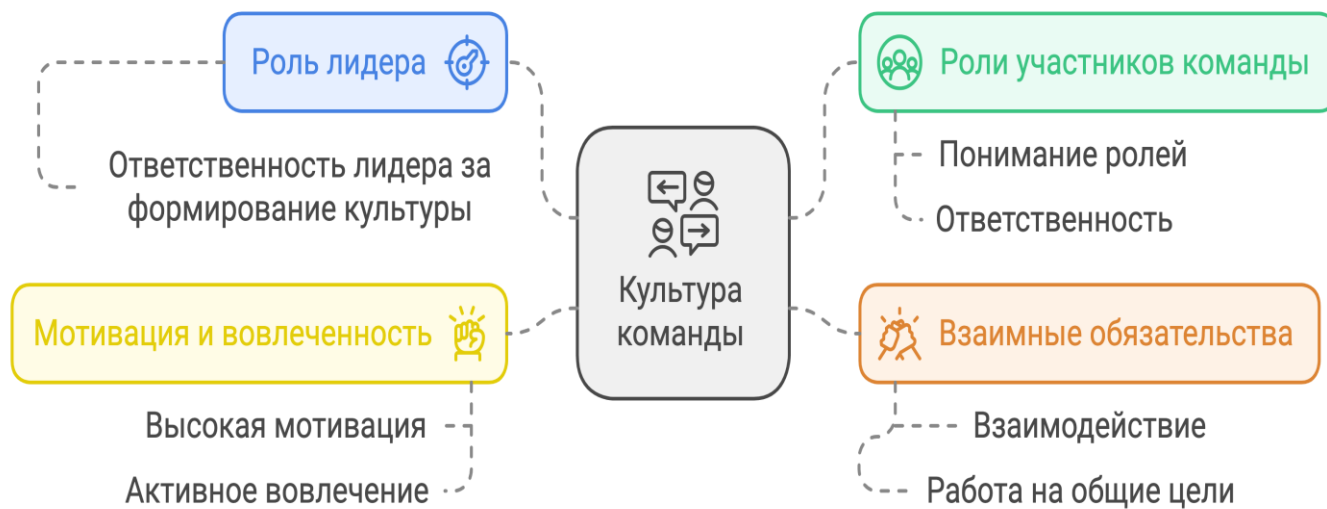 Роль лидера
Ответственность лидера за
формирование культуры
Мотивация и вовлеченность
Высокая мотивация
Активное вовлечение
Культура
команды
Роли участников команды
Понимание ролей
Ответственность
Взаимные обязательства
Взаимодействие
Работа на общие цели